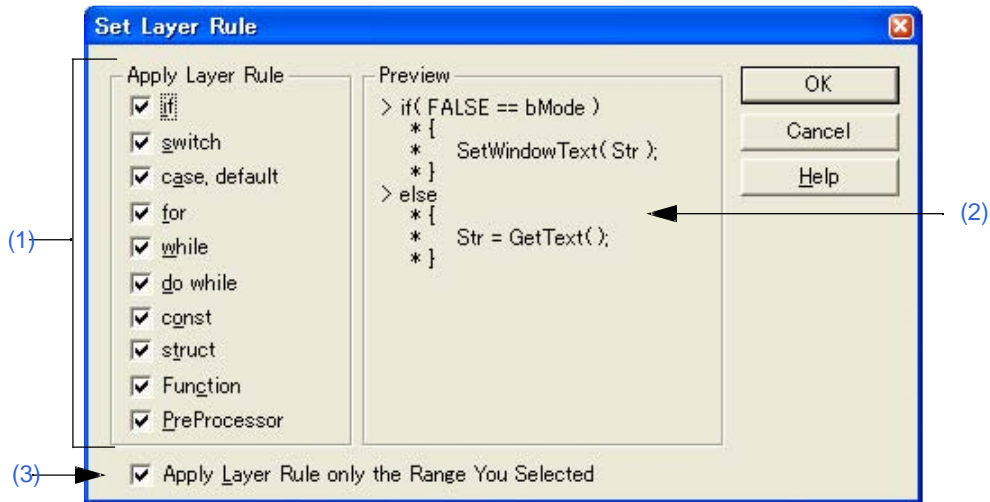 Set Layer Rule
Apply Layer Rule
if
switch
case, default
for
while
do while
const
struct
Function
PreProcessor
Preview
> if( FALSE == bMode )
* {
* SetWindowText( Str );
* }
> else
* {
* Str = GetText( );
* }
OK
Cancel
Help
(1)
(2)
(3)
Apply Layer Rule only the Range You Selected